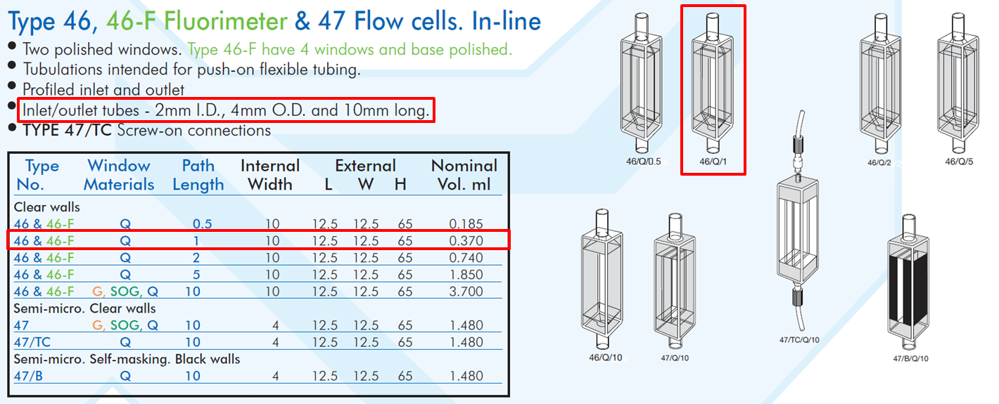 Type 46, 46-F Fluorimeter & 47 Flow cells. In-line
• Two polished windows. Type 46-F have 4 windows and base polished.
• Tubulations intended for push-on flexible tubing.
• Profiled inlet and outlet
• Inlet/outlet tubes - 2mm I.D., 4mm O.D. and 10mm long.
• TYPE 47/TC Screw-on connections
Type Window Path Internal External Nominal
No. Materials Length Width L W H Vol. ml
Clear walls
46 & 46-F Q 0.5 10 12.5 12.5 65 0.185
46 & 46-F Q 1 10 12.5 12.5 65 0.370
46 & 46-F Q 2 10 12.5 12.5 65 0.740
46 & 46-F Q 5 10 12.5 12.5 65 1.850
46 & 46-F G, SOG, Q 10 10 12.5 12.5 65 3.700
Semi-micro. Clear walls
47 G, SOG, Q 10 4 12.5 12.5 65 1.480
47/TC Q 10 4 12.5 12.5 65 1.480
Semi-micro. Self-masking. Black walls
47/B Q 10 4 12.5 12.5 65 1.480
46/Q/0.5
46/Q/1
46/Q/2
46/Q/5
46/Q/10
47/Q/10
47/TC/Q/10
47/B/Q/10